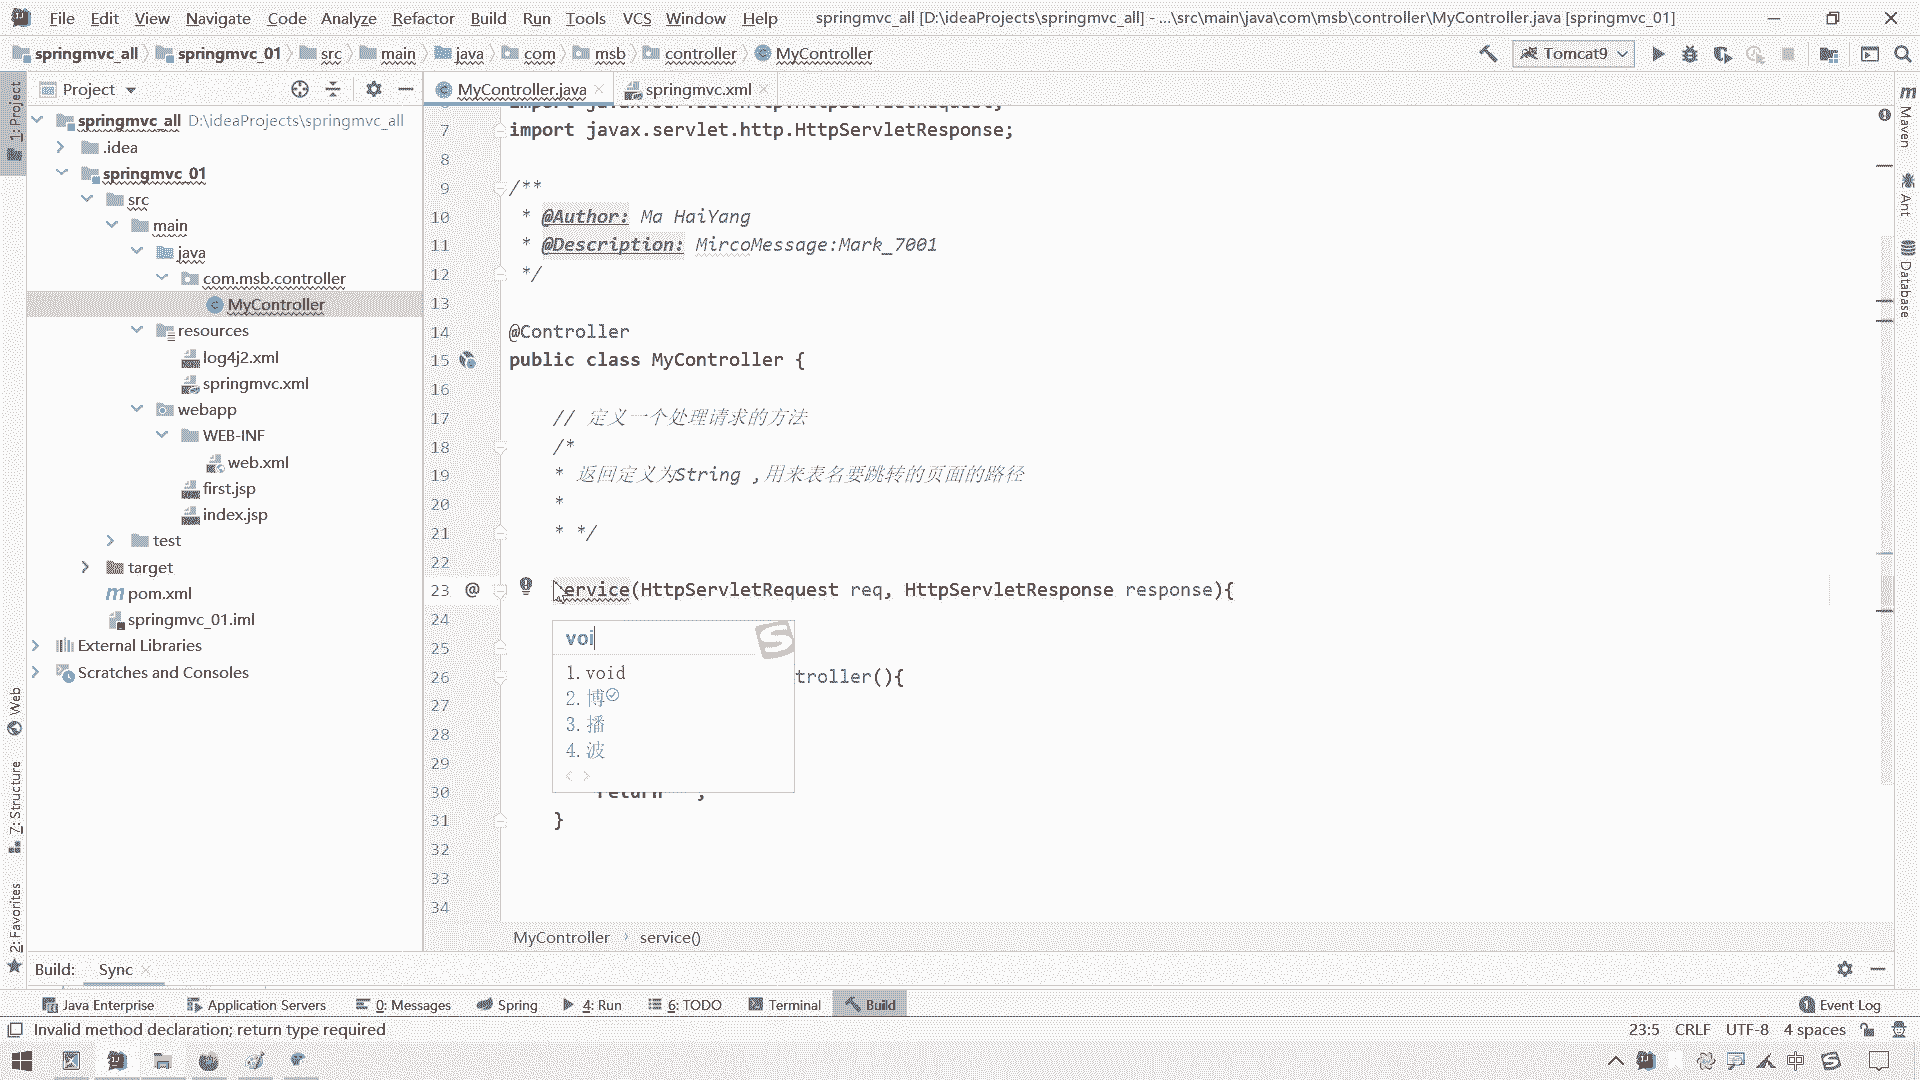 File Edit View Navigate Code Analyze Refactor Build Run Tools VCS Window Help springmvc_all [D:\ideaProjects\springmvc_all] - ...\src\main\java\com\msb\controller\MyController.java [springmvc_01]
springmvc_all springmvc_01 src main java com msb controller MyController Tomcat9
Project MyController.java springmvc.xml
1: Project
springmvc_all D:\ideaProjects\springmvc_all
.idea
springmvc_01
src
main
java
com.msb.controller
MyController
resources
log4j2.xml
springmvc.xml
webapp
WEB-INF
web.xml
first.jsp
index.jsp
test
target
pom.xml
springmvc_01.iml
External Libraries
Scratches and Consoles
Web
7: Structure
2: Favorites
7 import javax.servlet.http.HttpServletResponse;
8
9 /**
10 * @Author: Ma HaiYang
11 * @Description: MircoMessage:Mark_7001
12 */
13
14 @Controller
15 public class MyController {
16
17 // 定义一个处理请求的方法
18 /*
19 * 返回定义为String ,用来表名要跳转的页面的路径
20 *
21 * */
22
23 @ service(HttpServletRequest req, HttpServletResponse response){
24
25
26 troller(){
27
28
29
30 return
31 }
32
33
34
voi
1.void
2.博
3.播
4.波
< >
Maven
Ant
Database
MyController service()
Build: Sync
Java Enterprise Application Servers 0: Messages Spring 4: Run 6: TODO Terminal Build Event Log
Invalid method declaration; return type required 23:5 CRLF UTF-8 4 spaces
中